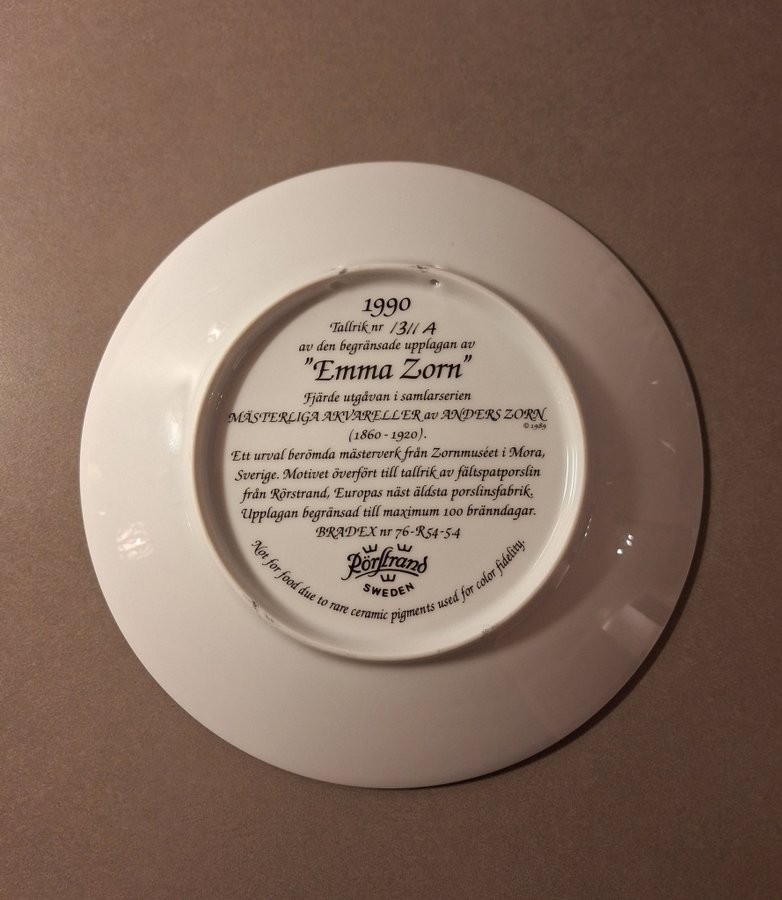 1990
Tallrik nr 1311 A
av den begränsade upplagan av
"Emma Zorn"
Fjärde utgåvan i samlarserien
MÄSTERLIGA AKVARELLER av ANDERS ZORN
© 1989
(1860 - 1920).
Ett urval berömda mästerverk från Zornmuséet i Mora,
Sverige. Motivet överfört till tallrik av fältspatporslin
från Rörstrand, Europas näst äldsta porslinsfabrik.
Upplagan begränsad till maximum 100 bränndagar.
BRADEX nr 76-R54-5.4
Rörstrand
SWEDEN
Not for food due to rare ceramic pigments used for color fidelity.